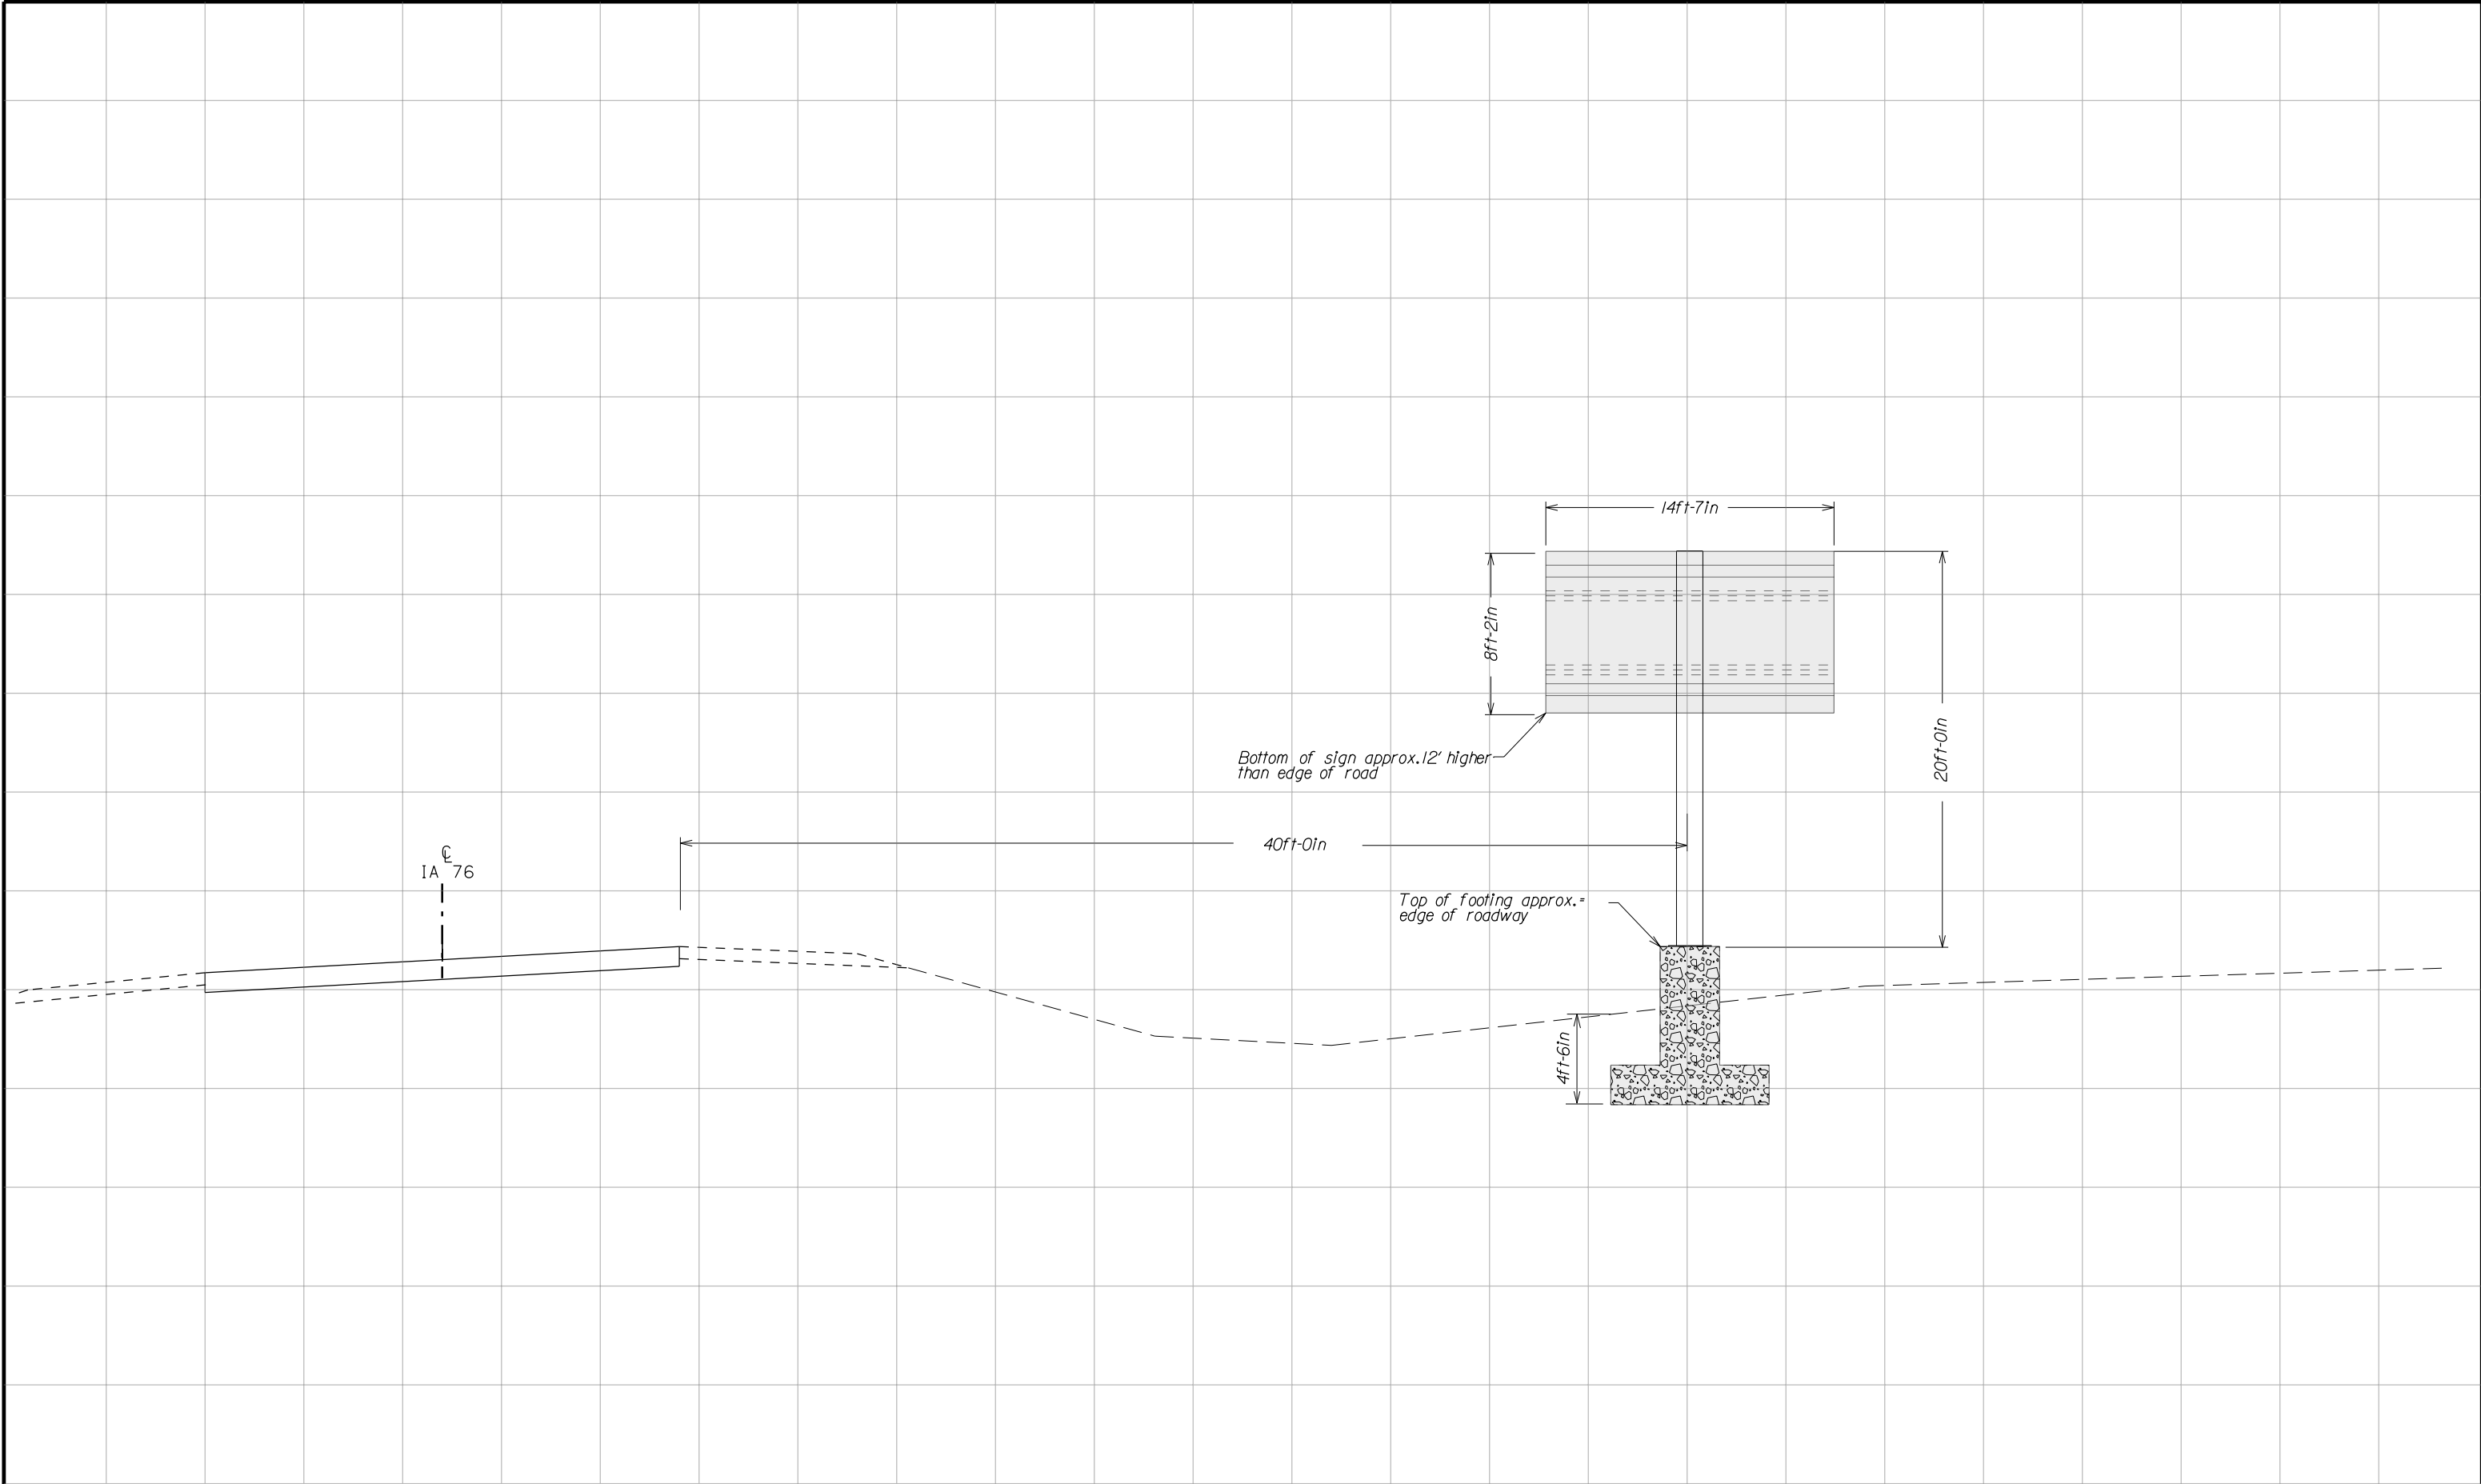 14ft-7in
8ft-2in
20ft-0in
Bottom of sign approx. 12' higher
than edge of road
40ft-0in
℄
IA 76
Top of footing approx. =
edge of roadway
4ft-6in